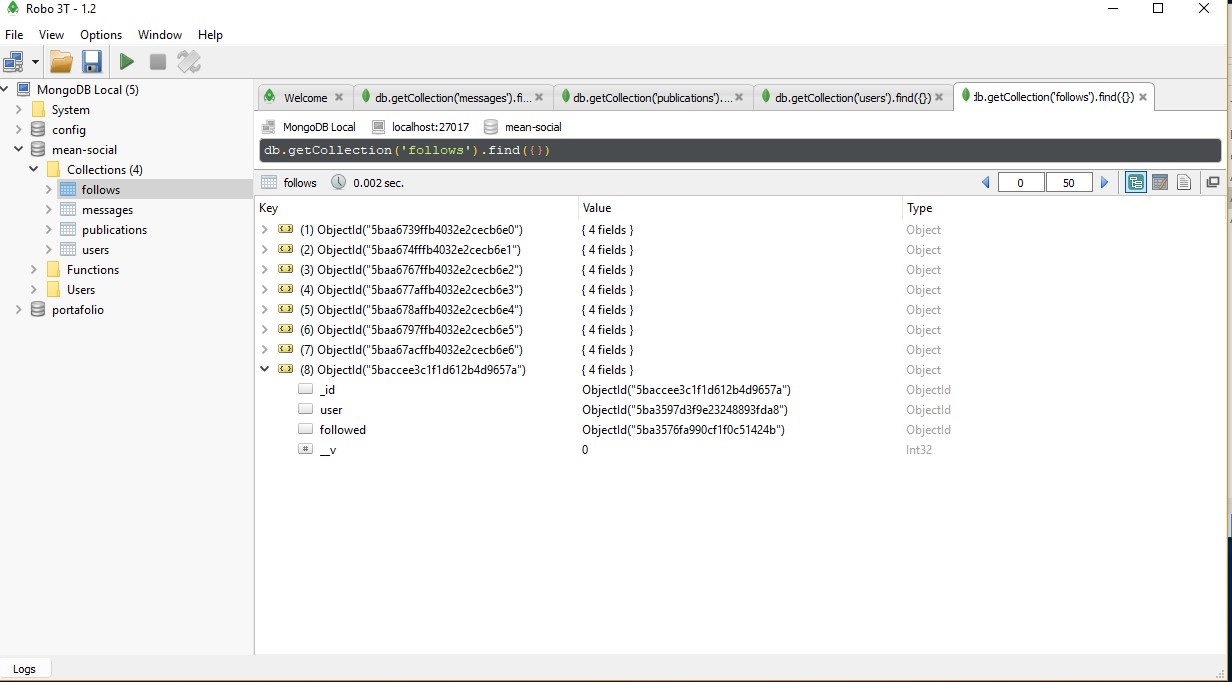 Robo 3T - 1.2
File View Options Window Help
MongoDB Local (5)
System
config
mean-social
Collections (4)
follows
messages
publications
users
Functions
Users
portafolio
Welcome db.getCollection('messages').fi... db.getCollection('publications')... db.getCollection('users').find({}) db.getCollection('follows').find({})
MongoDB Local localhost:27017 mean-social
db.getCollection('follows').find({})
follows 0.002 sec. 0 50
Key Value Type
(1) ObjectId("5baa6739ffb4032e2cecb6e0") { 4 fields } Object
(2) ObjectId("5baa674fffb4032e2cecb6e1") { 4 fields } Object
(3) ObjectId("5baa6767ffb4032e2cecb6e2") { 4 fields } Object
(4) ObjectId("5baa677affb4032e2cecb6e3") { 4 fields } Object
(5) ObjectId("5baa678affb4032e2cecb6e4") { 4 fields } Object
(6) ObjectId("5baa6797ffb4032e2cecb6e5") { 4 fields } Object
(7) ObjectId("5baa67acffb4032e2cecb6e6") { 4 fields } Object
(8) ObjectId("5baccee3c1f1d612b4d9657a") { 4 fields } Object
_id ObjectId("5baccee3c1f1d612b4d9657a") ObjectId
user ObjectId("5ba3597d3f9e23248893fda8") ObjectId
followed ObjectId("5ba3576fa990cf1f0c51424b") ObjectId
__v 0 Int32
Logs